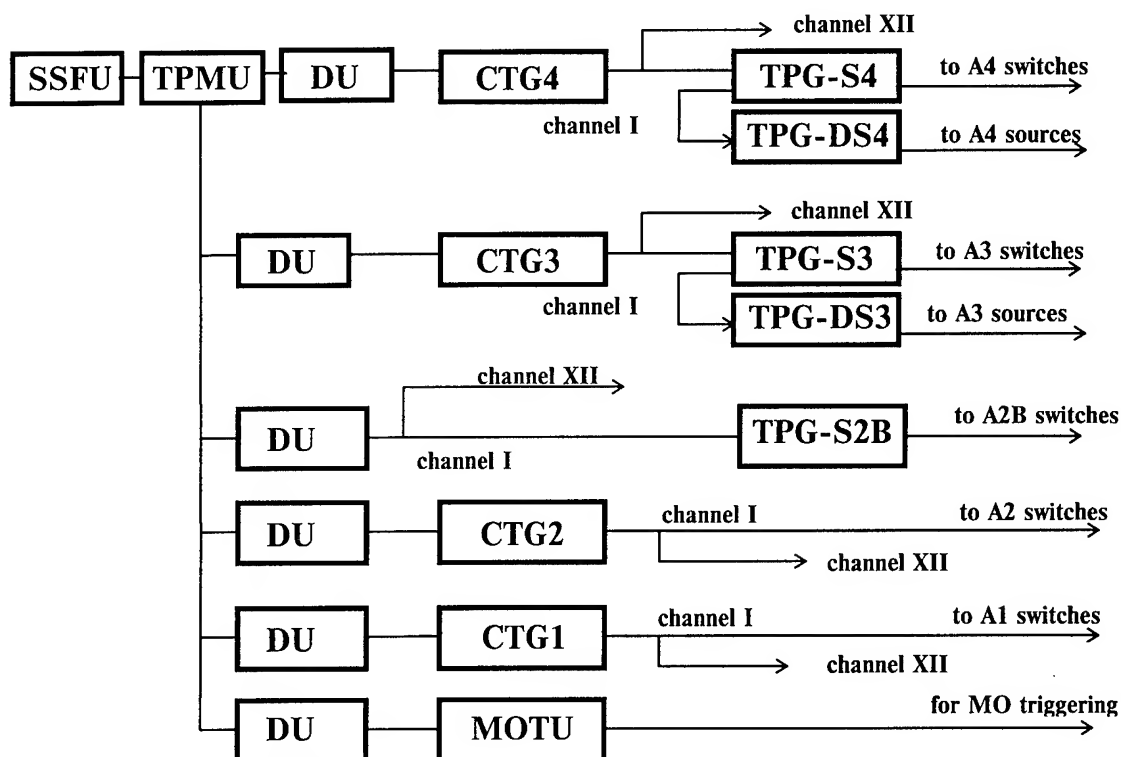 channel XII
SSFU
TPMU
DU
CTG4
TPG-S4
to A4 switches
channel I
TPG-DS4
to A4 sources
channel XII
DU
CTG3
TPG-S3
to A3 switches
channel I
TPG-DS3
to A3 sources
channel XII
DU
TPG-S2B
to A2B switches
channel I
DU
CTG2
channel I
to A2 switches
channel XII
DU
CTG1
channel I
to A1 switches
channel XII
DU
MOTU
for MO triggering